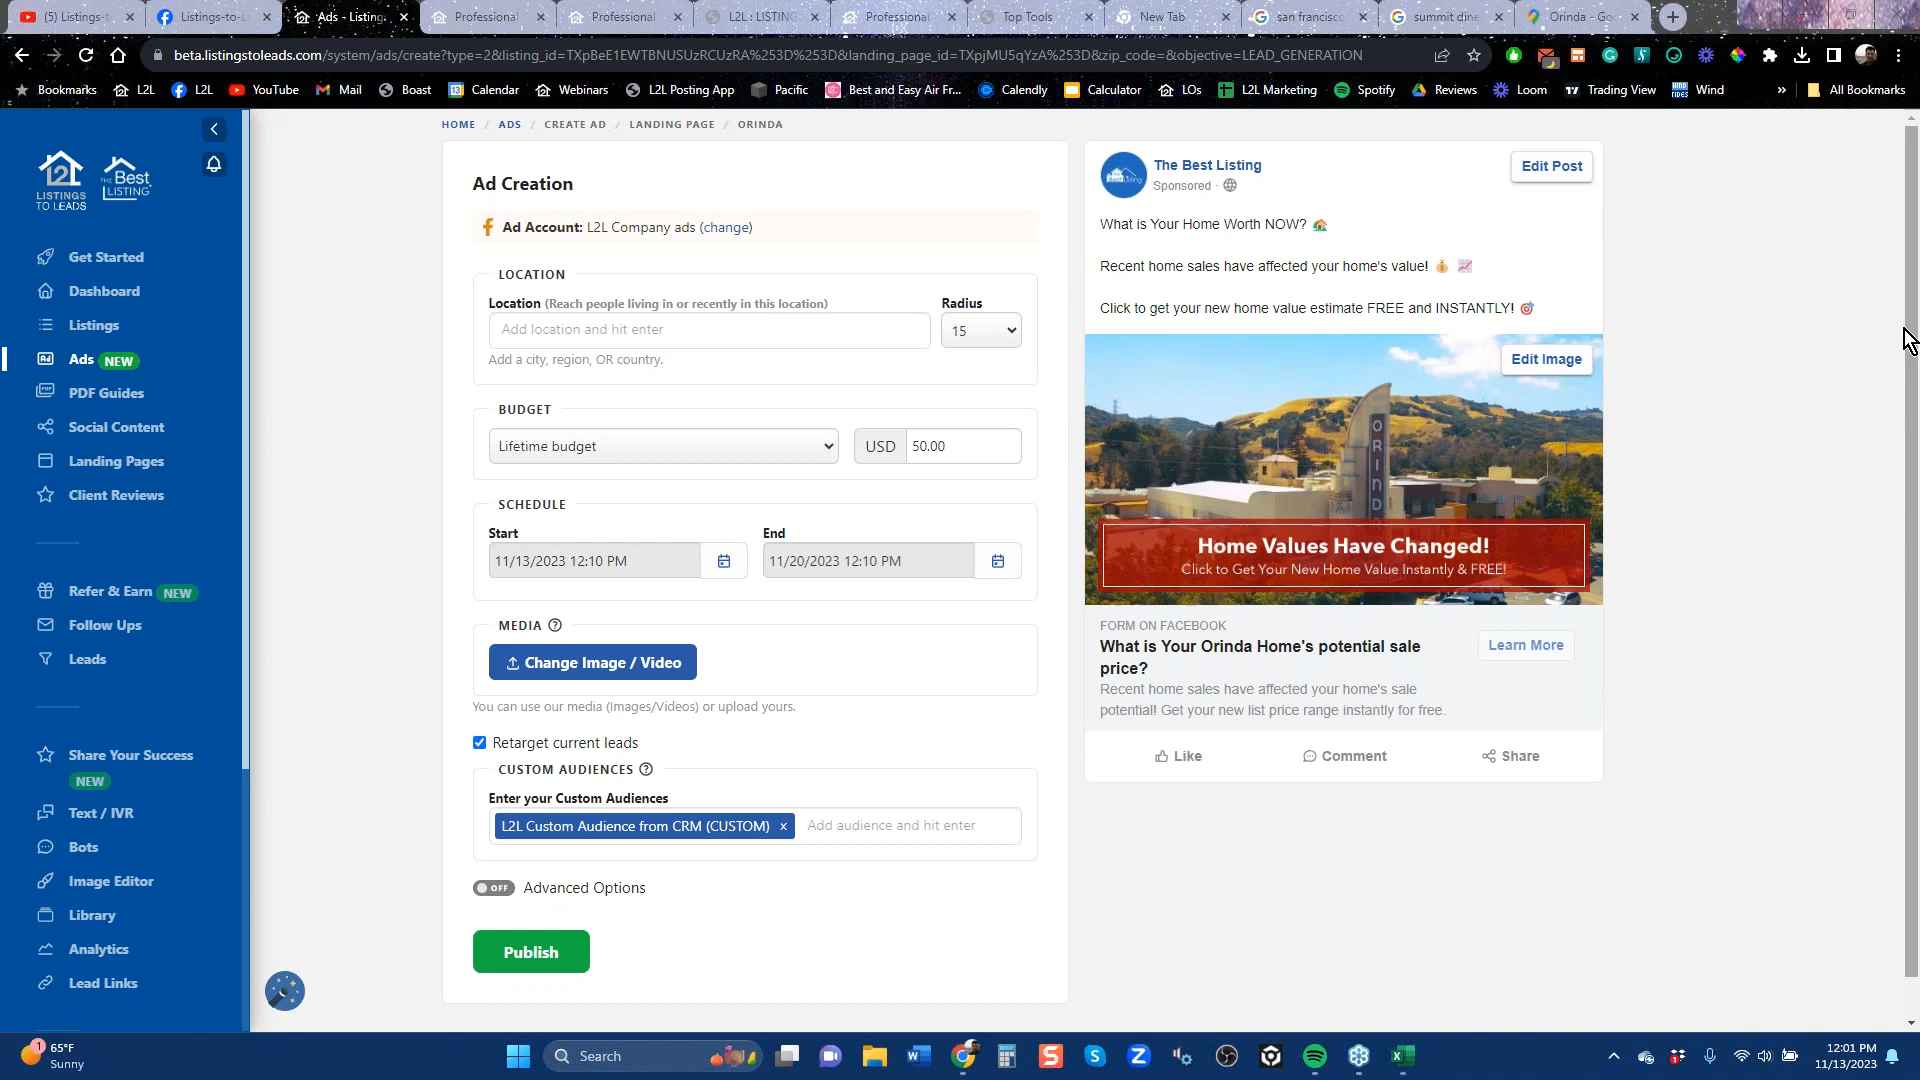 (5) Listings-t
Listings-to-L
Ads - Listing
Professional
Professional
L2L : LISTING
Professional
Top Tools
New Tab
san francisco
summit dine
Orinda - Goo
beta.listingstoleads.com/system/ads/create?type=2&listing_id=TXpBeE1EWTBNUSUzRCUzRA%253D%253D&landing_page_id=TXpjMU5qYzA%253D&zip_code=&objective=LEAD_GENERATION
Bookmarks
L2L
L2L
YouTube
Mail
Boast
Calendar
Webinars
L2L Posting App
Pacific
Best and Easy Air Fr...
Calendly
Calculator
LOs
L2L Marketing
Spotify
Reviews
Loom
Trading View
Wind
»
All Bookmarks
L2L
LISTINGS
TO LEADS
THE
Best
LISTING
Get Started
Dashboard
Listings
Ads NEW
PDF Guides
Social Content
Landing Pages
Client Reviews
Refer & Earn NEW
Follow Ups
Leads
Share Your Success
NEW
Text / IVR
Bots
Image Editor
Library
Analytics
Lead Links
HOME / ADS / CREATE AD / LANDING PAGE / ORINDA
Ad Creation
Ad Account: L2L Company ads (change)
LOCATION
Location (Reach people living in or recently in this location)
Radius
Add location and hit enter
15
Add a city, region, OR country.
BUDGET
Lifetime budget
USD 50.00
SCHEDULE
Start
End
11/13/2023 12:10 PM
11/20/2023 12:10 PM
MEDIA
Change Image / Video
You can use our media (Images/Videos) or upload yours.
Retarget current leads
CUSTOM AUDIENCES
Enter your Custom Audiences
L2L Custom Audience from CRM (CUSTOM) x
Add audience and hit enter
OFF Advanced Options
Publish
The Best Listing
Sponsored ·
Edit Post
What is Your Home Worth NOW?
Recent home sales have affected your home's value!
Click to get your new home value estimate FREE and INSTANTLY!
Edit Image
ORINDA
Home Values Have Changed!
Click to Get Your New Home Value Instantly & FREE!
FORM ON FACEBOOK
What is Your Orinda Home's potential sale
price?
Learn More
Recent home sales have affected your home's sale
potential! Get your new list price range instantly for free.
Like
Comment
Share
1
65°F
Sunny
Search
12:01 PM
11/13/2023